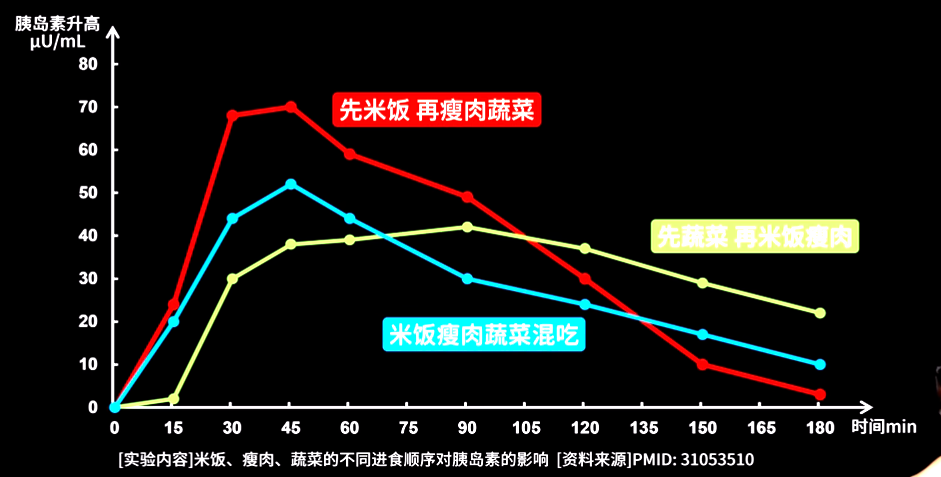 胰岛素升高
μU/mL
80
70
60
50
40
30
20
10
0
先米饭 再瘦肉蔬菜
先蔬菜 再米饭瘦肉
米饭瘦肉蔬菜混吃
0 15 30 45 60 75 90 105 120 135 150 165 180 时间min
[实验内容]米饭、瘦肉、蔬菜的不同进食顺序对胰岛素的影响 [资料来源]PMID: 31053510